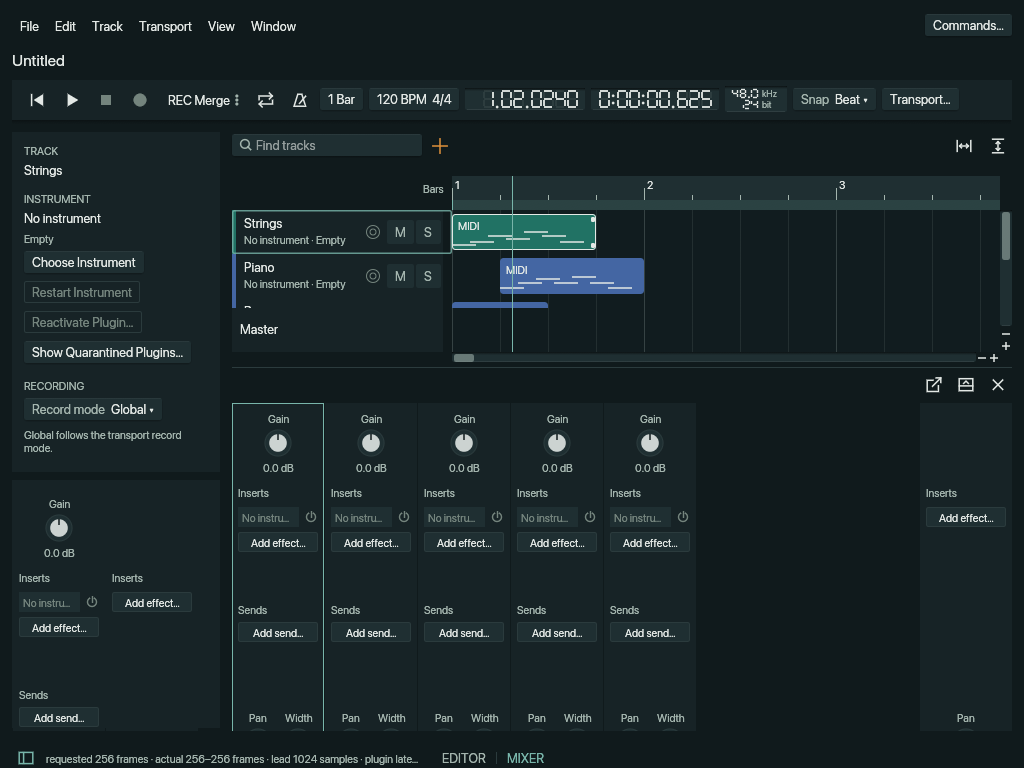 File Edit Track Transport View Window Commands...
Untitled
REC Merge 1 Bar 120 BPM 4/4 1.02.0240 0:00:00.625 48.0 kHz 24 bit Snap Beat Transport...
TRACK
Strings
INSTRUMENT
No instrument
Empty
Choose Instrument
Restart Instrument
Reactivate Plugin...
Show Quarantined Plugins...
RECORDING
Record mode Global
Global follows the transport record
mode.
Gain
0.0 dB
Inserts Inserts
No instru... Add effect...
Add effect...
Sends
Add send...
Find tracks
Bars 1 2 3
Strings
No instrument · Empty M S
MIDI
Piano
No instrument · Empty M S
MIDI
Master
Gain Gain Gain Gain Gain
0.0 dB 0.0 dB 0.0 dB 0.0 dB 0.0 dB
Inserts Inserts Inserts Inserts Inserts Inserts
No instru... No instru... No instru... No instru... No instru... Add effect...
Add effect... Add effect... Add effect... Add effect... Add effect...
Sends Sends Sends Sends Sends
Add send... Add send... Add send... Add send... Add send...
Pan Width Pan Width Pan Width Pan Width Pan Width Pan
requested 256 frames · actual 256–256 frames · lead 1024 samples · plugin late... EDITOR MIXER